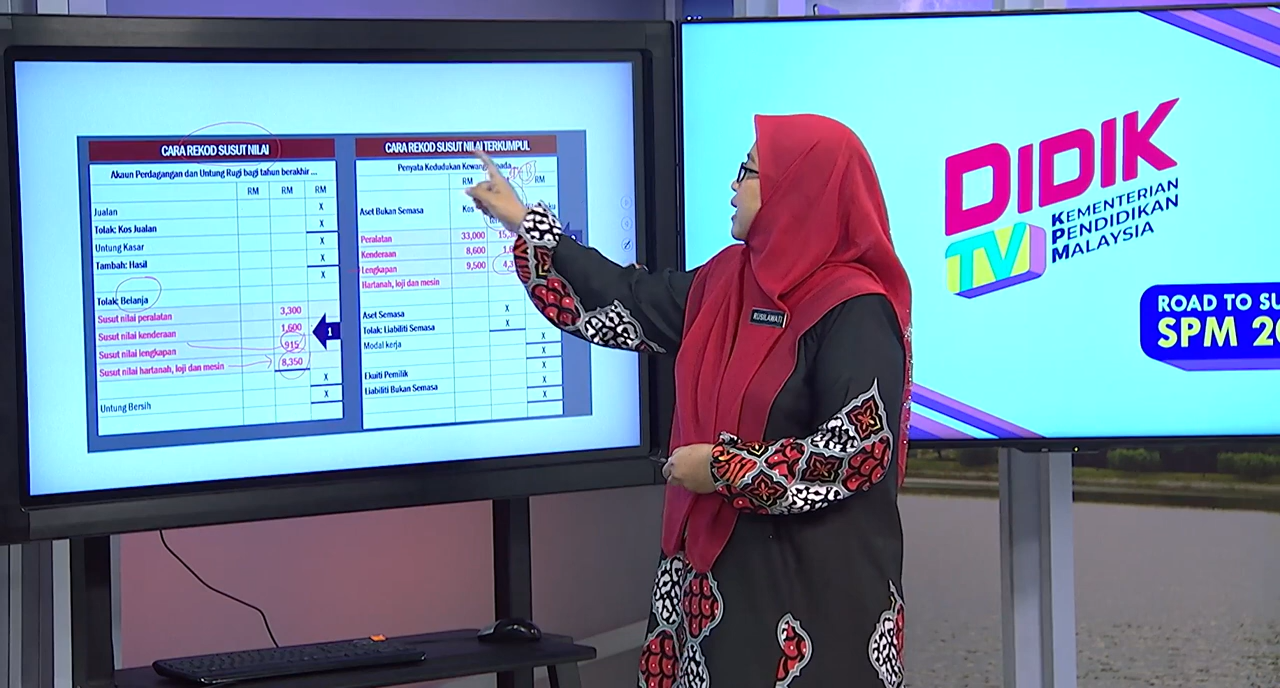 CARA REKOD SUSUT NILAI
Akaun Perdagangan dan Untung Rugi bagi tahun berakhir ...
RM RM RM
Jualan X
Tolak: Kos Jualan X
Untung Kasar X
Tambah: Hasil X
X
Tolak: Belanja
Susut nilai peralatan 3,300
Susut nilai kenderaan 1,600
Susut nilai lengkapan 915
Susut nilai hartanah, loji dan mesin 8,350
X
Untung Bersih X
1
CARA REKOD SUSUT NILAI TERKUMPUL
Penyata Kedudukan pada
RM RM
Aset Bukan Semasa Kos
Peralatan 33,000
Kenderaan 8,600
Lengkapan 9,500
Hartanah, loji dan mesin
Aset Semasa X
Tolak: Liabiliti Semasa X
Modal kerja X
X
Ekuiti Pemilik X
Liabiliti Bukan Semasa X
X
RUSILAWATI
DIDIK
TV
KEMENTERIAN
PENDIDIKAN
MALAYSIA
ROAD TO
SPM